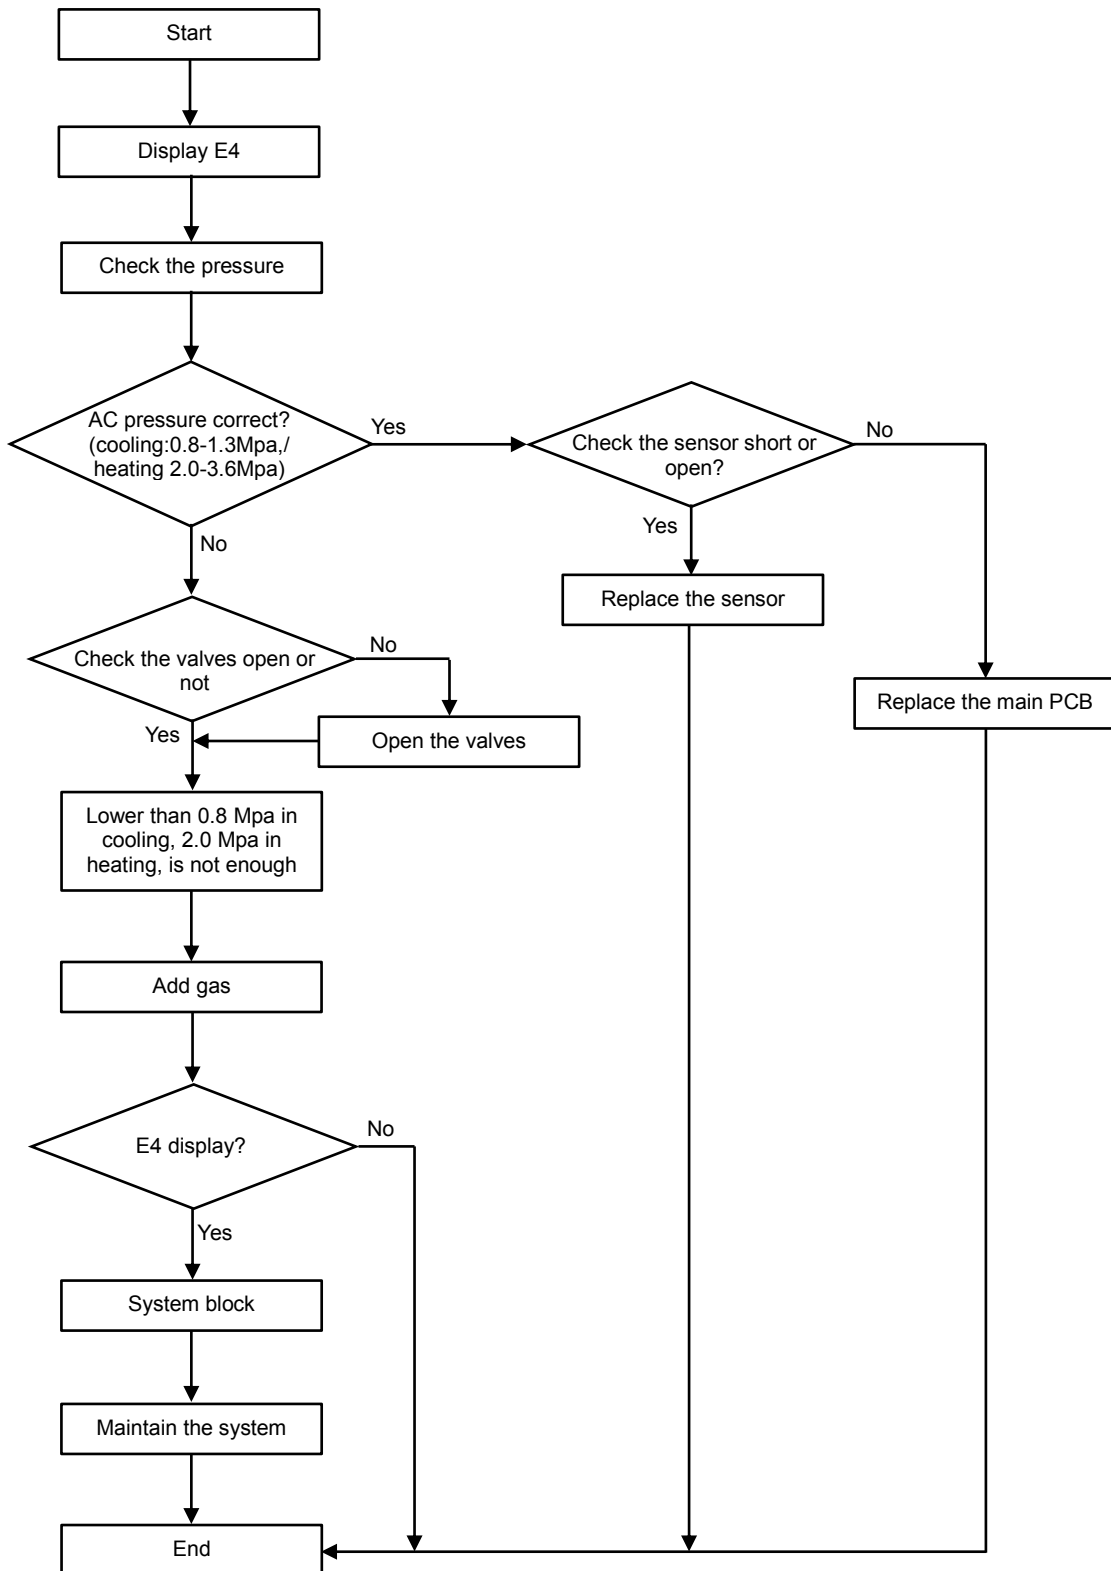 Start
Display E4
Check the pressure
AC pressure correct?
(cooling:0.8-1.3Mpa,/
heating 2.0-3.6Mpa)
Yes
No
Check the sensor short or
open?
No
Yes
Replace the sensor
Replace the main PCB
Check the valves open or
not
No
Yes
Open the valves
Lower than 0.8 Mpa in
cooling, 2.0 Mpa in
heating, is not enough
Add gas
E4 display?
No
Yes
System block
Maintain the system
End